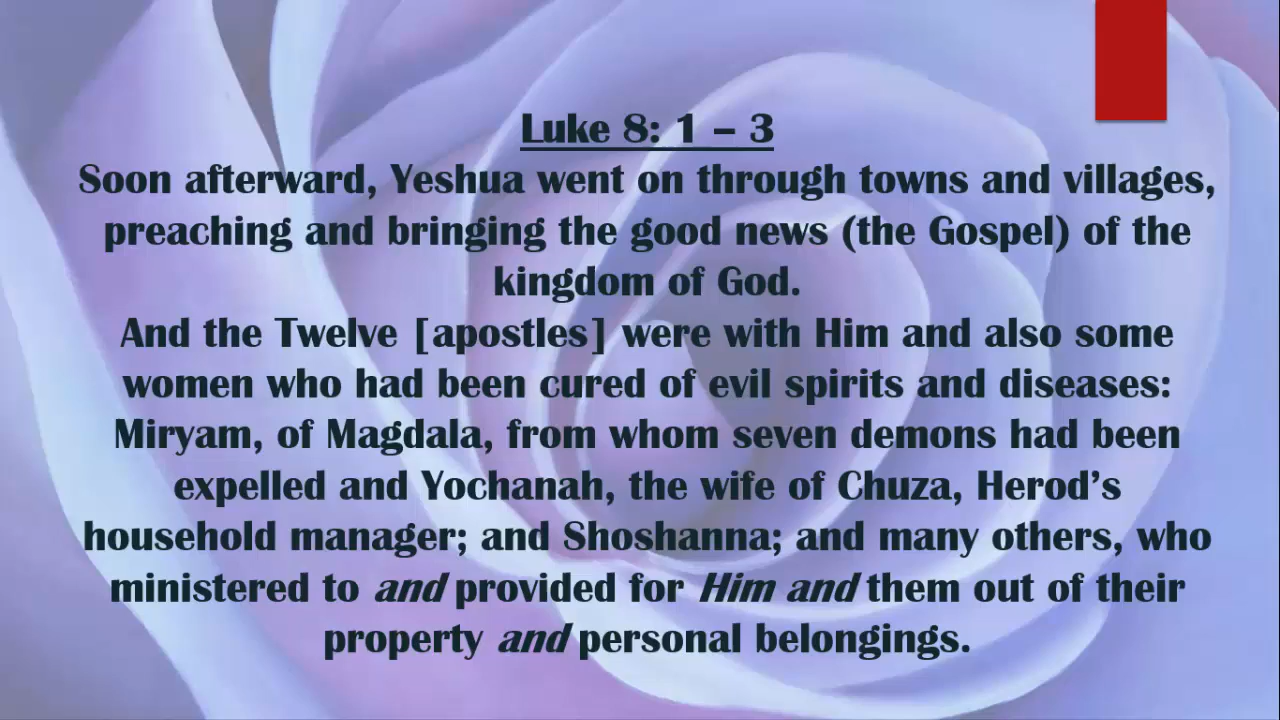 Luke 8: 1 – 3
Soon afterward, Yeshua went on through towns and villages,
preaching and bringing the good news (the Gospel) of the
kingdom of God.
And the Twelve [apostles] were with Him and also some
women who had been cured of evil spirits and diseases:
Miryam, of Magdala, from whom seven demons had been
expelled and Yochanah, the wife of Chuza, Herod’s
household manager; and Shoshanna; and many others, who
ministered to and provided for Him and them out of their
property and personal belongings.